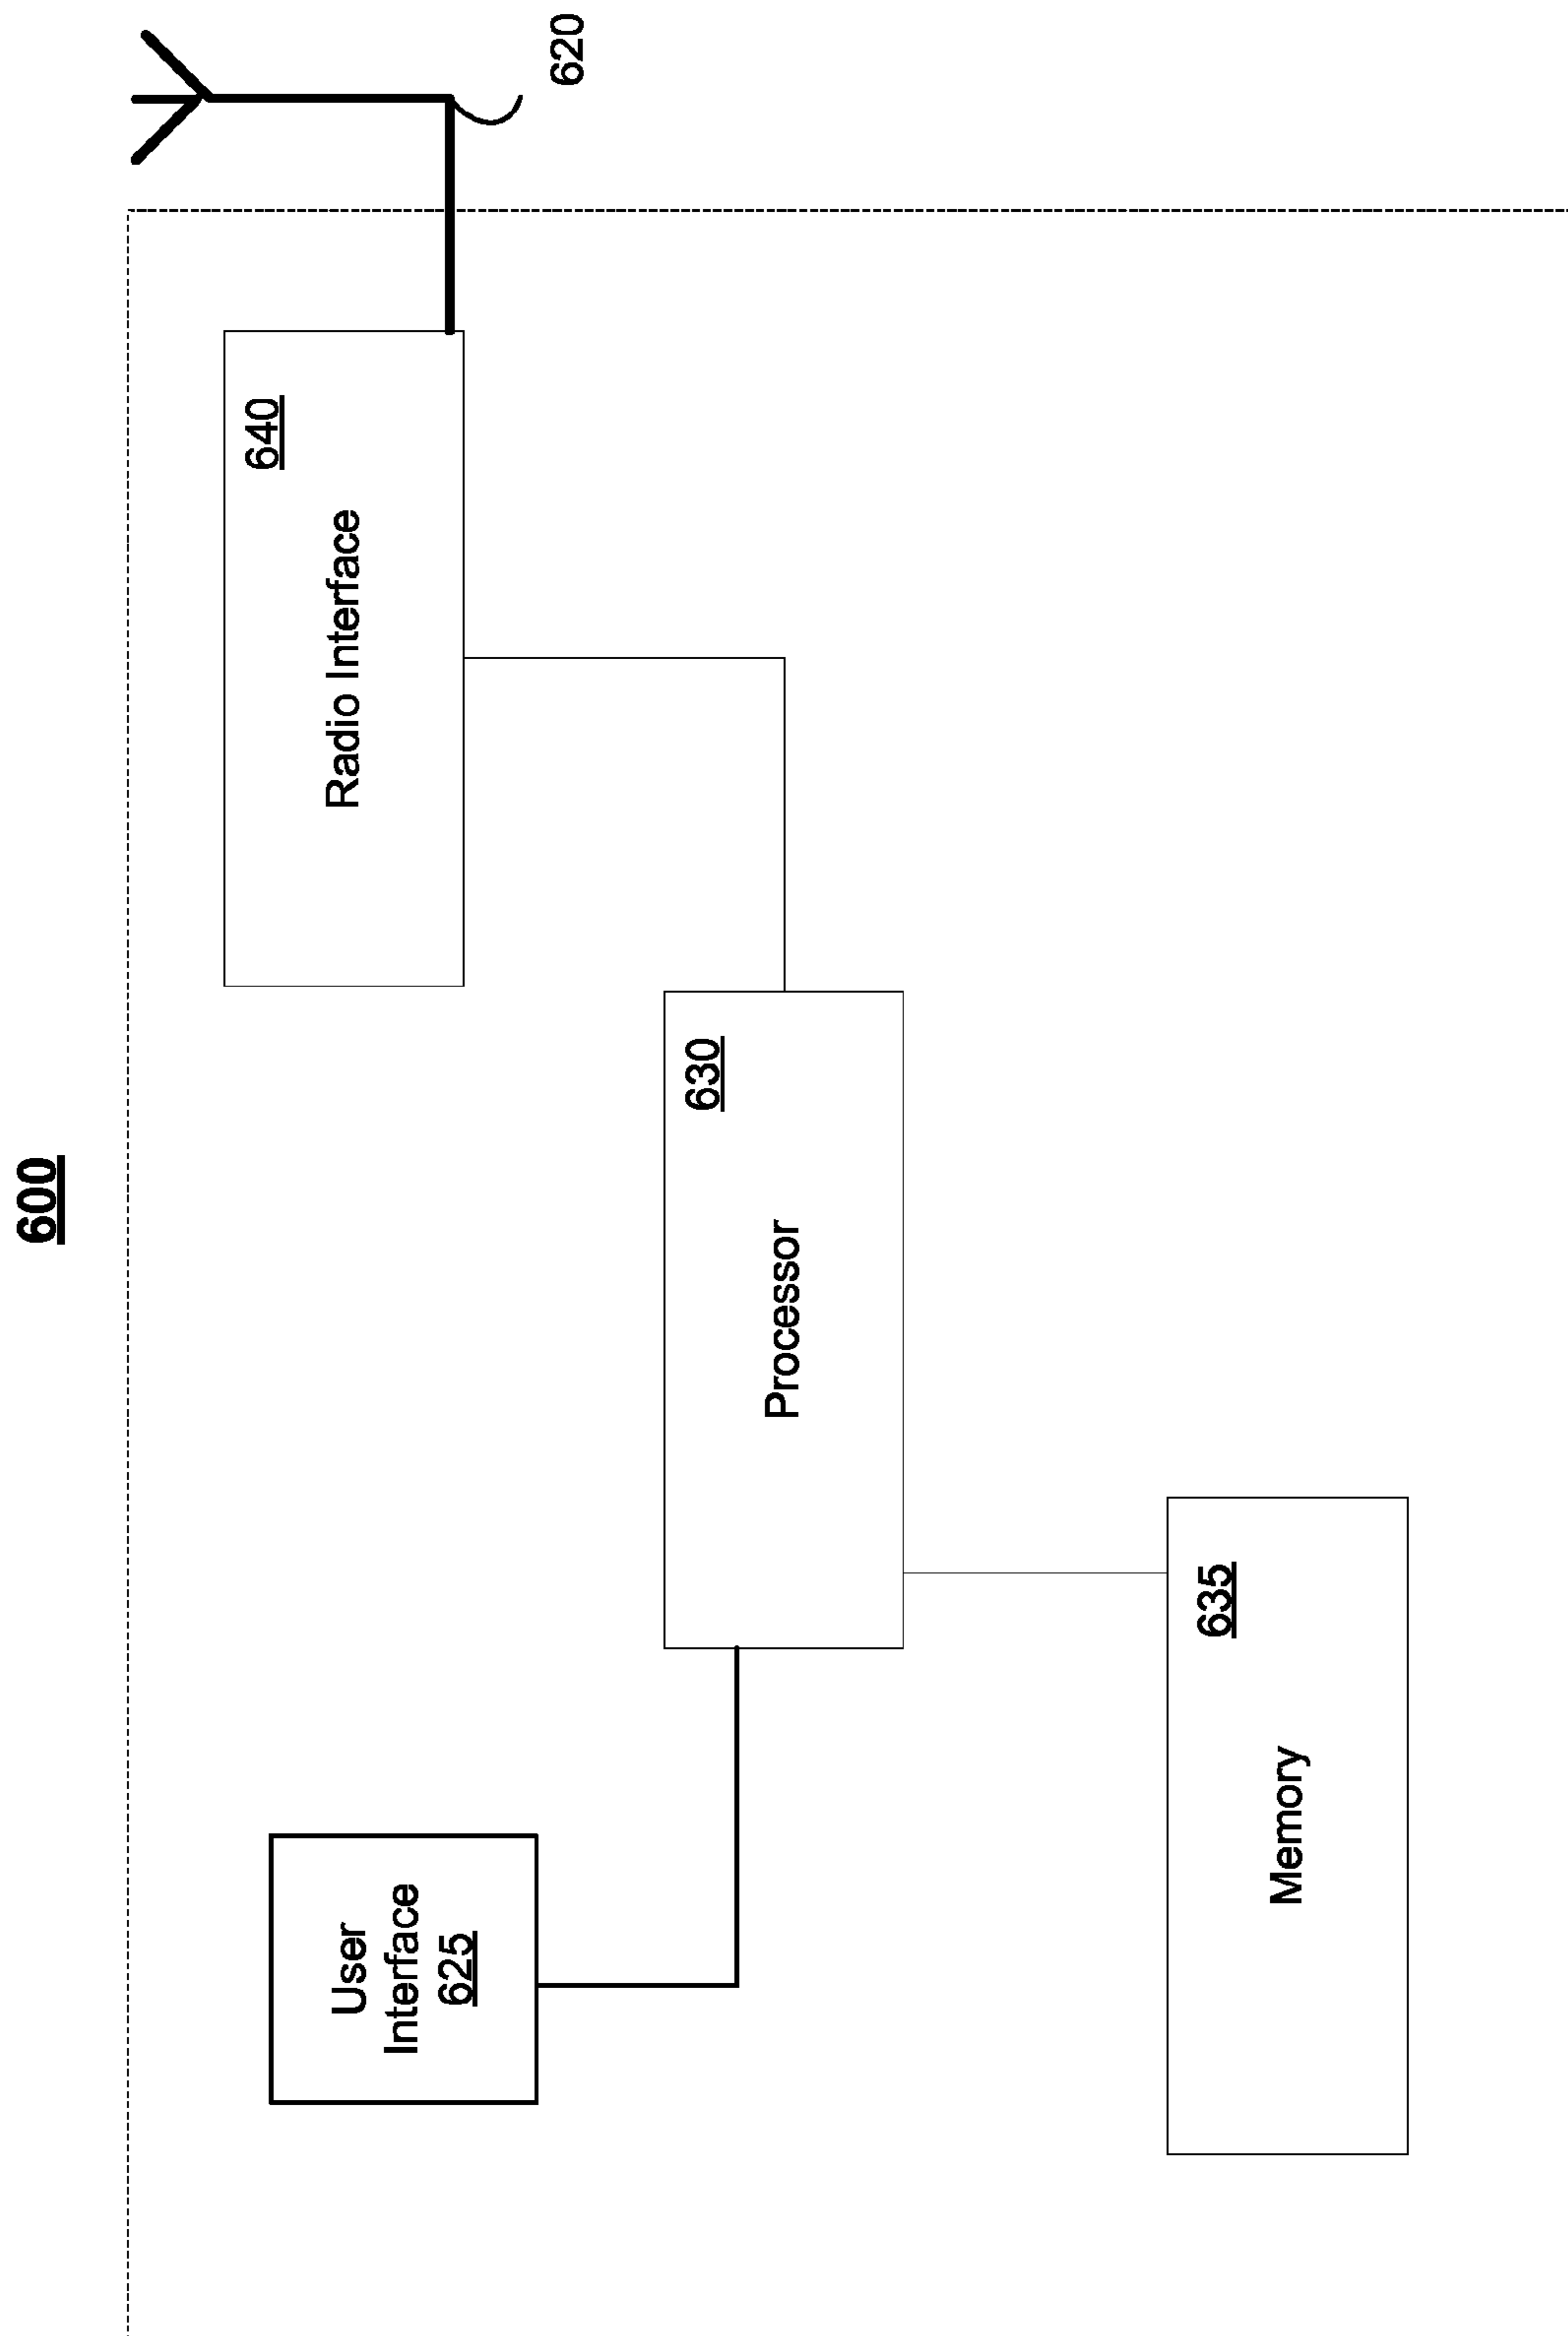 600
620
640
Radio Interface
630
Processor
User
Interface
625
635
Memory